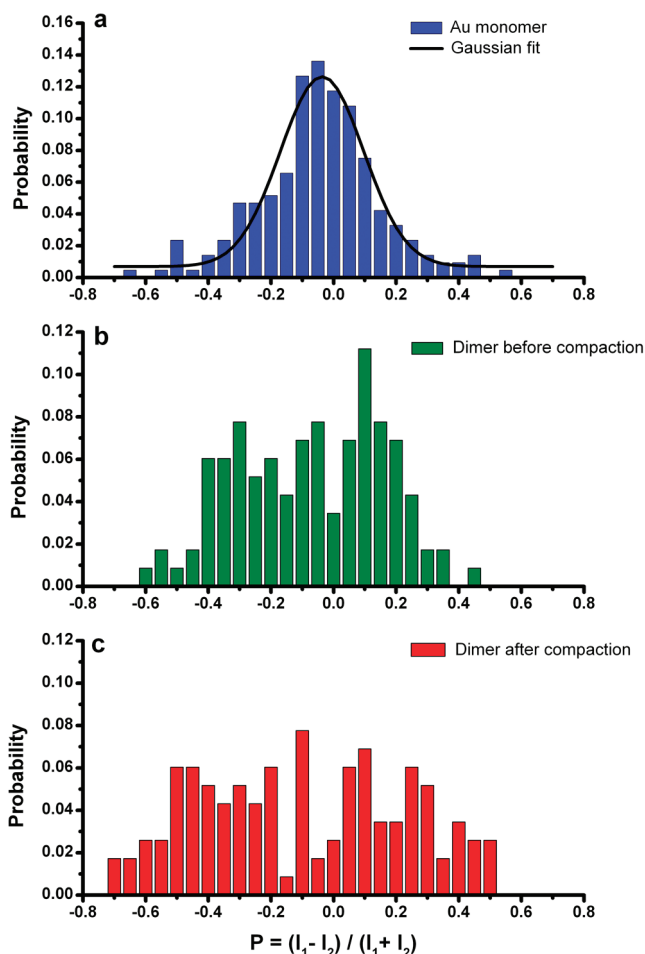 a
Au monomer
Gaussian fit
Probability
0.16
0.14
0.12
0.10
0.08
0.06
0.04
0.02
0.00
-0.8 -0.6 -0.4 -0.2 0.0 0.2 0.4 0.6 0.8
b
Dimer before compaction
Probability
0.12
0.10
0.08
0.06
0.04
0.02
0.00
-0.8 -0.6 -0.4 -0.2 0.0 0.2 0.4 0.6 0.8
c
Dimer after compaction
Probability
0.12
0.10
0.08
0.06
0.04
0.02
0.00
-0.8 -0.6 -0.4 -0.2 0.0 0.2 0.4 0.6 0.8
P = (I₁- I₂) / (I₁+ I₂)